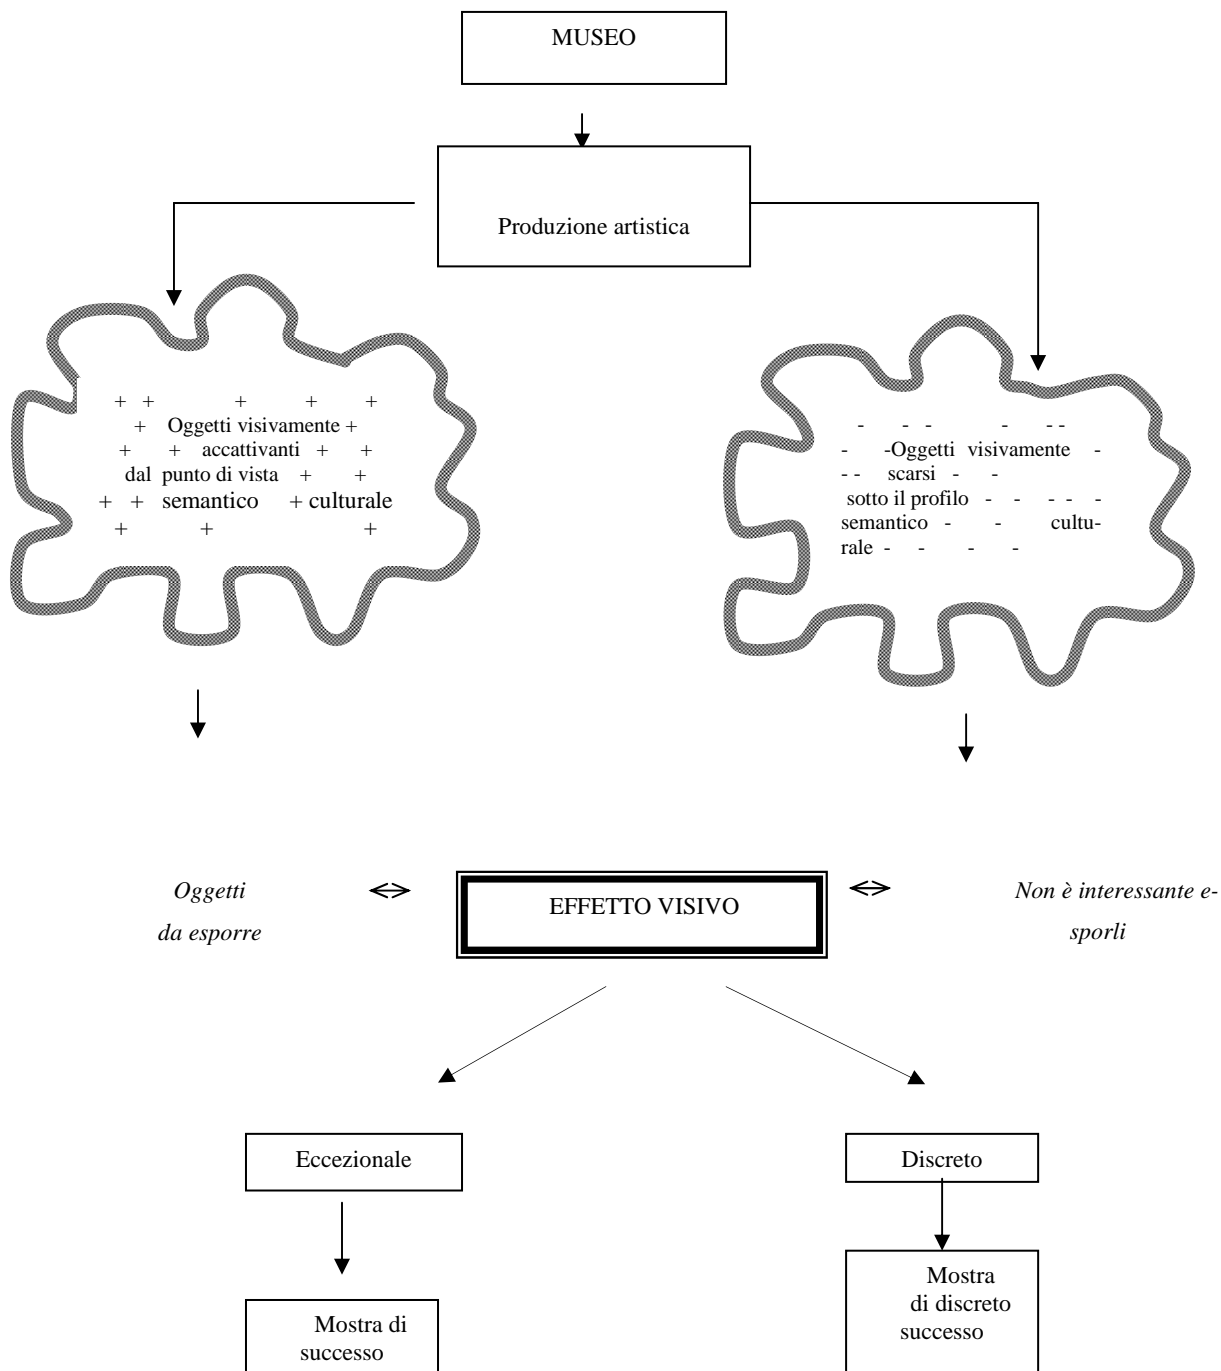 MUSEO
Produzione artistica
+ + + + +
+ Oggetti visivamente +
+ + accattivanti + +
dal punto di vista + +
+ + semantico + culturale
+ + +
- - - - - -
- -Oggetti visivamente -
- - scarsi - -
sotto il profilo - - - - -
semantico - - cultu-
rale - - - -
Oggetti
da esporre
EFFETTO VISIVO
Non è interessante e-
sporli
Eccezionale
Discreto
Mostra di
successo
Mostra
di discreto
successo